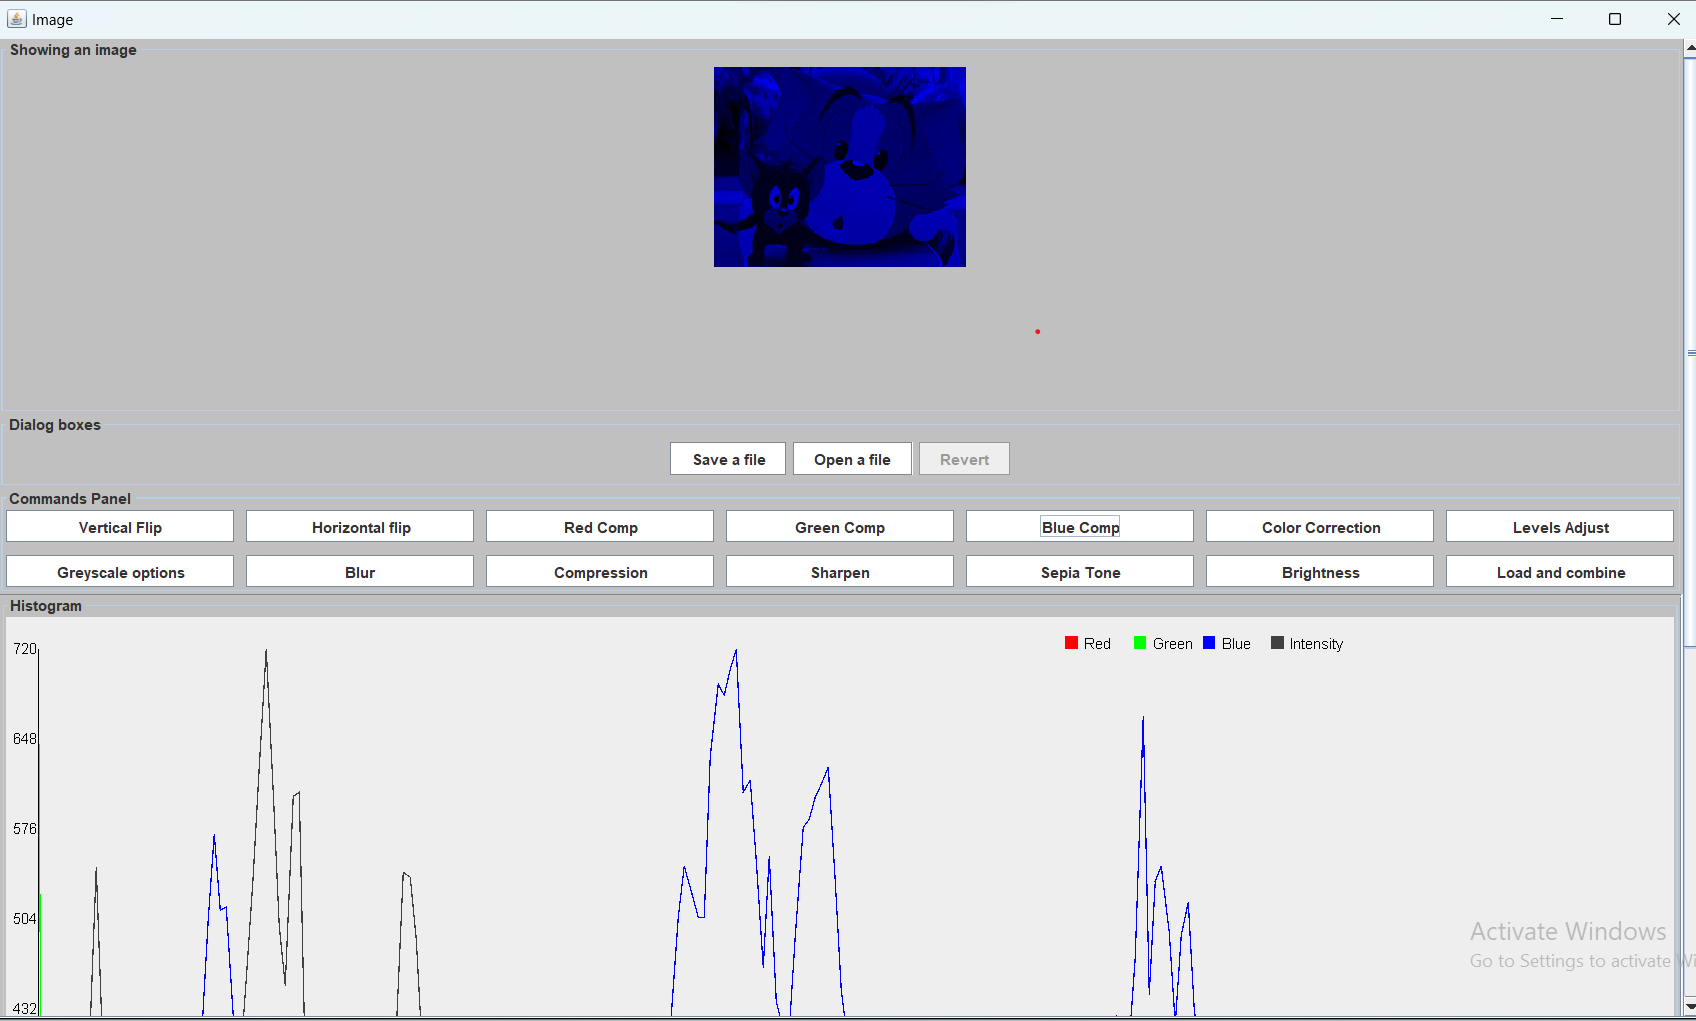 Image
Showing an image
Dialog boxes
Save a file Open a file Revert
Commands Panel
Vertical Flip Horizontal flip Red Comp Green Comp Blue Comp Color Correction Levels Adjust
Greyscale options Blur Compression Sharpen Sepia Tone Brightness Load and combine
Histogram
720 Red Green Blue Intensity
648
576
504
Activate Windows
Go to Settings to activate Wi
432